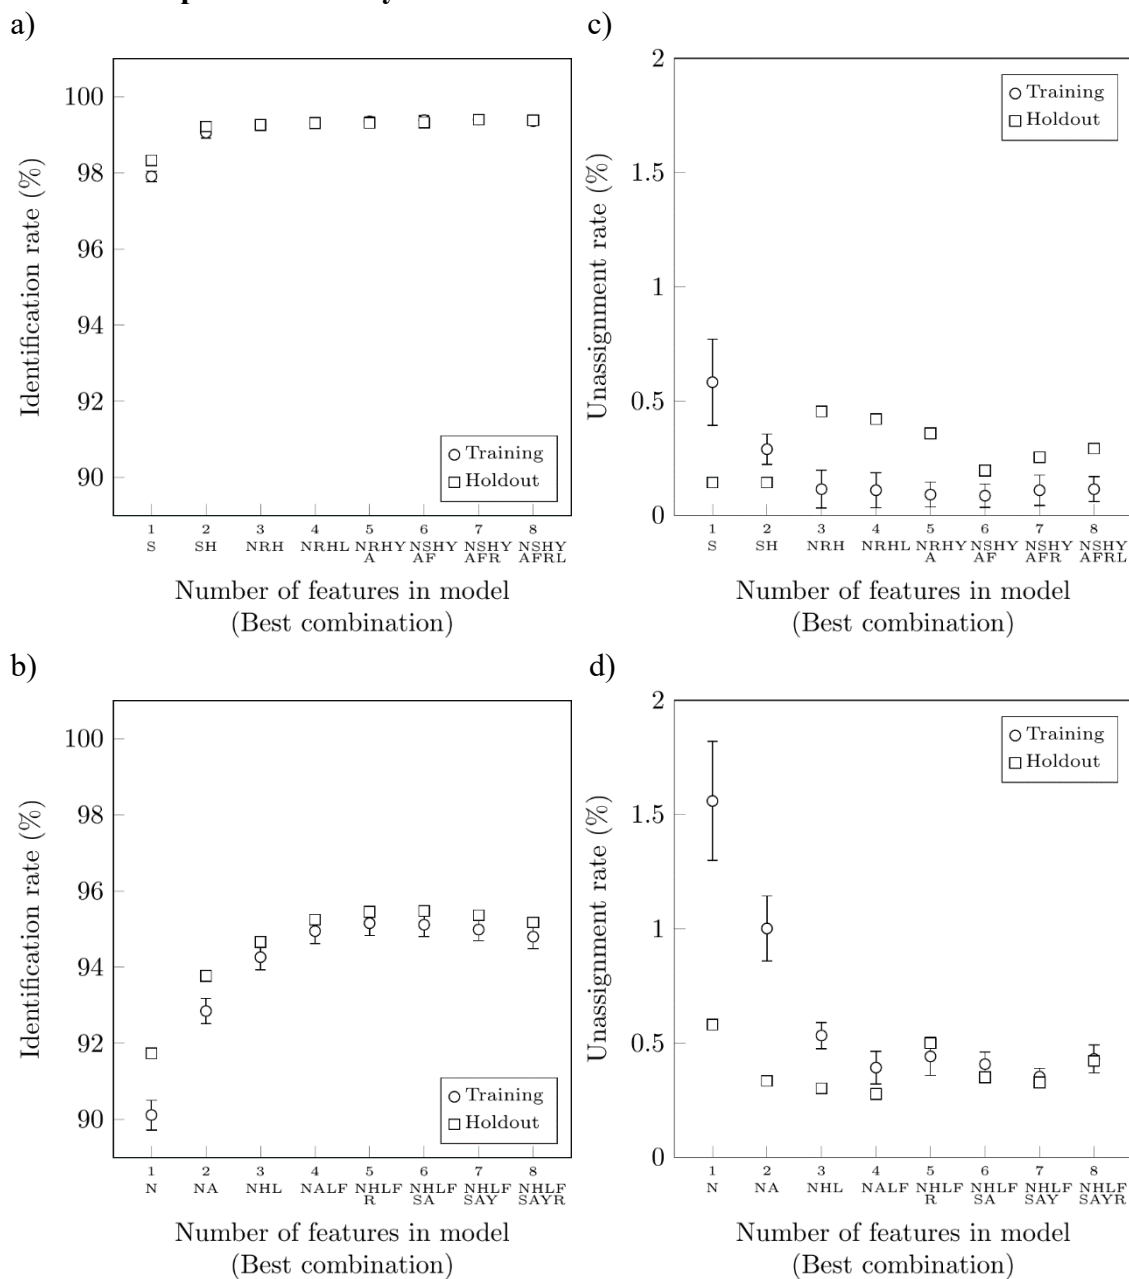 a)
100
98
96
94
92
90
Identification rate (%)
Training
Holdout
1 2 3 4 5 6 7 8
S SH NRH NRHL NRHY NSHY NSHY NSHY
A AF AFR AFRL
Number of features in model
(Best combination)
c)
2
1.5
1
0.5
0
Unassignment rate (%)
Training
Holdout
1 2 3 4 5 6 7 8
S SH NRH NRHL NRHY NSHY NSHY NSHY
A AF AFR AFRL
Number of features in model
(Best combination)
b)
100
98
96
94
92
90
Identification rate (%)
Training
Holdout
1 2 3 4 5 6 7 8
N NA NHL NALF NHLF NHLF NHLF NHLF
R SA SAY SAYR
Number of features in model
(Best combination)
d)
2
1.5
1
0.5
0
Unassignment rate (%)
Training
Holdout
1 2 3 4 5 6 7 8
N NA NHL NALF NHLF NHLF NHLF NHLF
R SA SAY SAYR
Number of features in model
(Best combination)